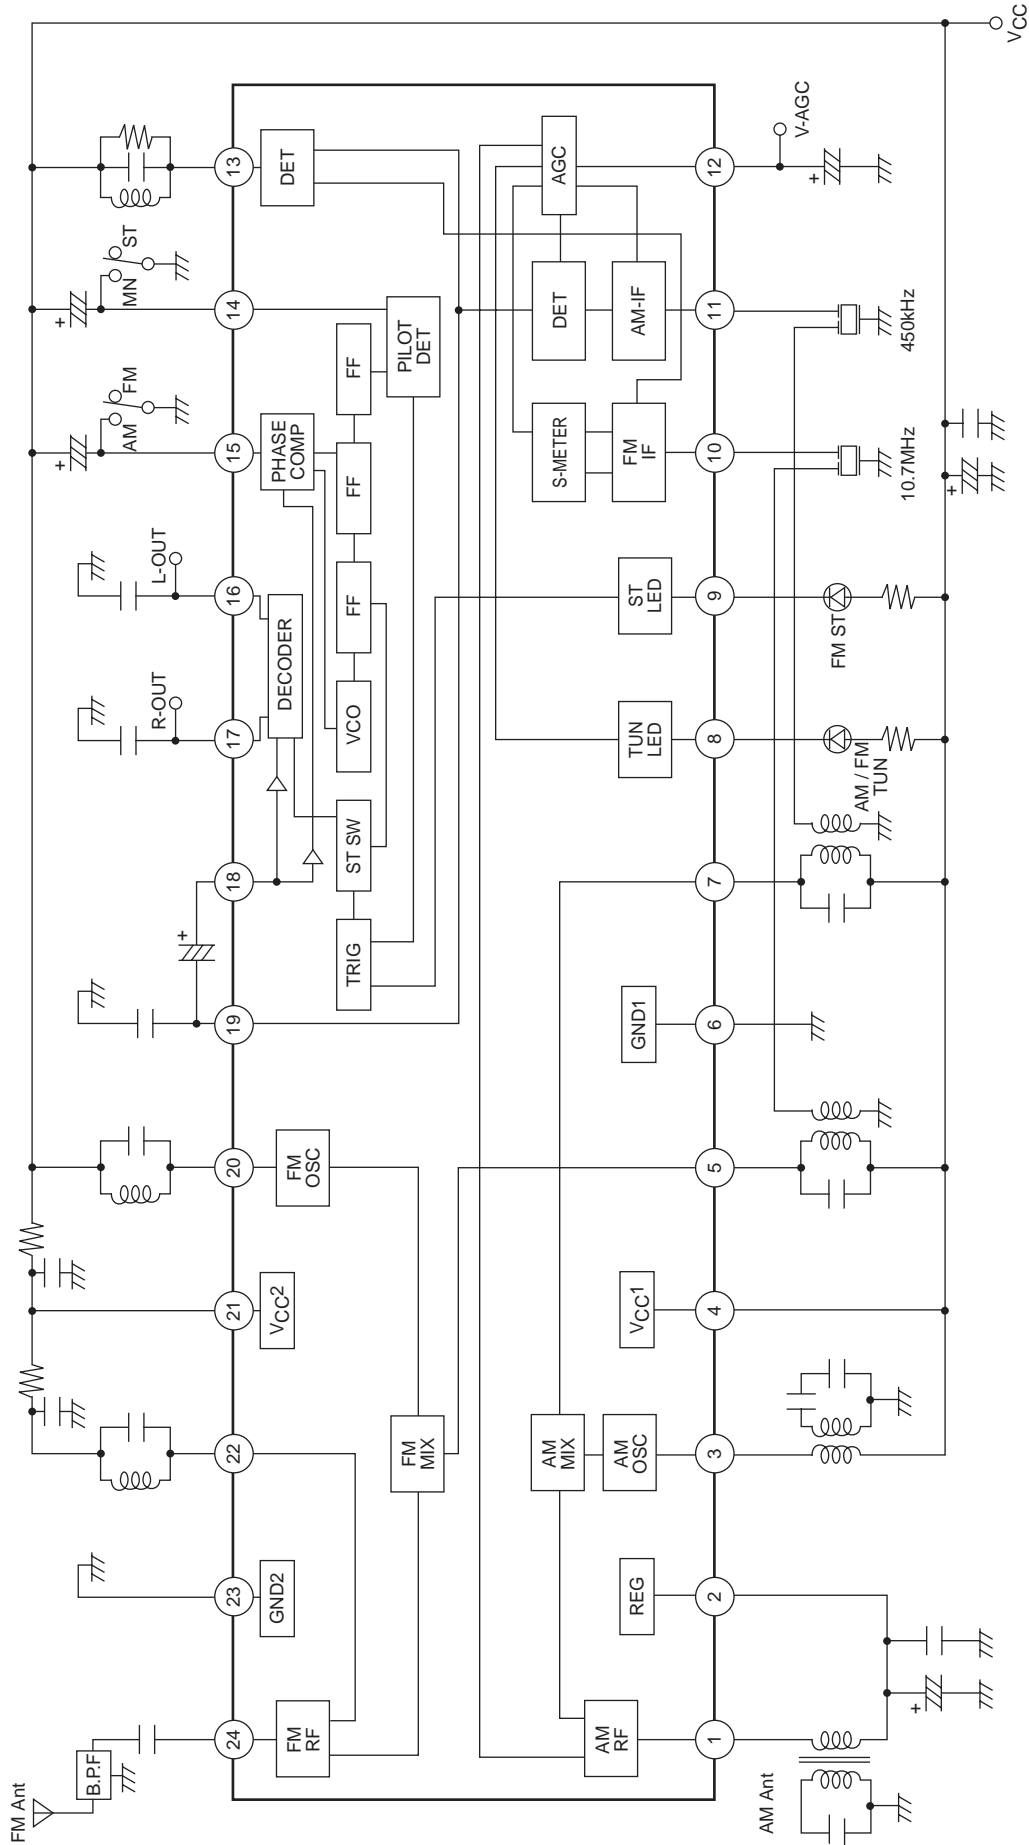 FM Ant
B.P.F
R-OUT
L-OUT
AM
FM
MN
ST
+
+
+
24
23
22
21
20
19
18
17
16
15
14
13
FM
RF
GND2
VCC2
FM
OSC
DECODER
PHASE
COMP
DET
TRIG
ST SW
VCO
FF
FF
FF
PILOT
DET
FM
MIX
AM
MIX
S-METER
DET
AGC
AM
RF
REG
AM
OSC
VCC1
GND1
TUN
LED
ST
LED
FM
IF
AM-IF
1
2
3
4
5
6
7
8
9
10
11
12
AM Ant
+
AM / FM
TUN
FM ST
10.7MHz
450kHz
+
V-AGC
+
VCC